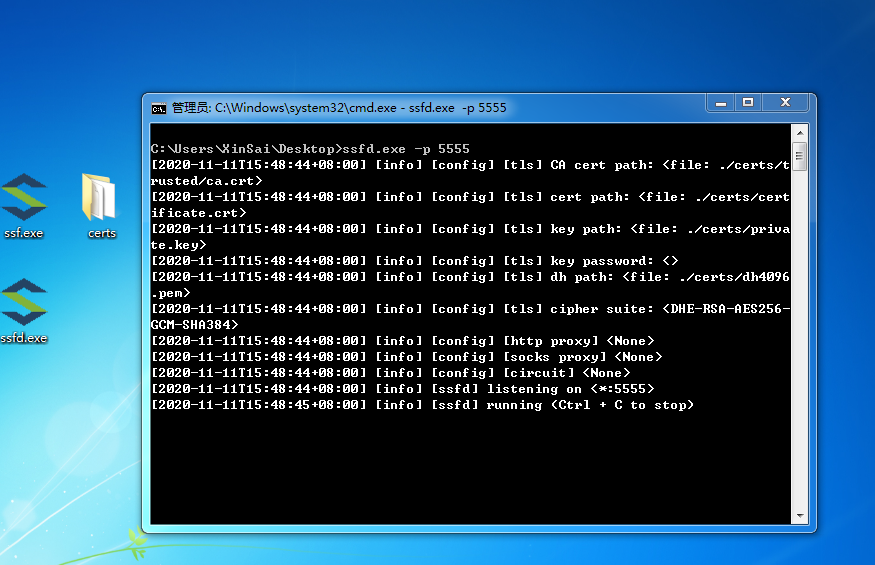 管理员: C:\Windows\system32\cmd.exe - ssfd.exe  -p 5555
C:\Users\XinSai\Desktop>ssfd.exe -p 5555
[2020-11-11T15:48:44+08:00] [info] [config] [tls] CA cert path: <file: ./certs/t
rusted/ca.crt>
[2020-11-11T15:48:44+08:00] [info] [config] [tls] cert path: <file: ./certs/cert
ificate.crt>
[2020-11-11T15:48:44+08:00] [info] [config] [tls] key path: <file: ./certs/priva
te.key>
[2020-11-11T15:48:44+08:00] [info] [config] [tls] key password: <>
[2020-11-11T15:48:44+08:00] [info] [config] [tls] dh path: <file: ./certs/dh4096
.pem>
[2020-11-11T15:48:44+08:00] [info] [config] [tls] cipher suite: <DHE-RSA-AES256-
GCM-SHA384>
[2020-11-11T15:48:44+08:00] [info] [config] [http proxy] <None>
[2020-11-11T15:48:44+08:00] [info] [config] [socks proxy] <None>
[2020-11-11T15:48:44+08:00] [info] [config] [circuit] <None>
[2020-11-11T15:48:44+08:00] [info] [ssfd] listening on <*:5555>
[2020-11-11T15:48:45+08:00] [info] [ssfd] running (Ctrl + C to stop)
ssf.exe
certs
ssfd.exe